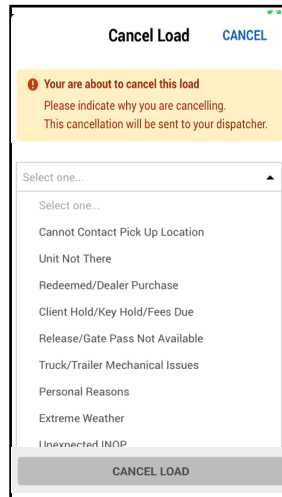 Cancel Load
CANCEL
Your are about to cancel this load
Please indicate why you are cancelling.
This cancellation will be sent to your dispatcher.
Select one...
Select one...
Cannot Contact Pick Up Location
Unit Not There
Redeemed/Dealer Purchase
Client Hold/Key Hold/Fees Due
Release/Gate Pass Not Available
Truck/Trailer Mechanical Issues
Personal Reasons
Extreme Weather
Unexpected INOP
CANCEL LOAD